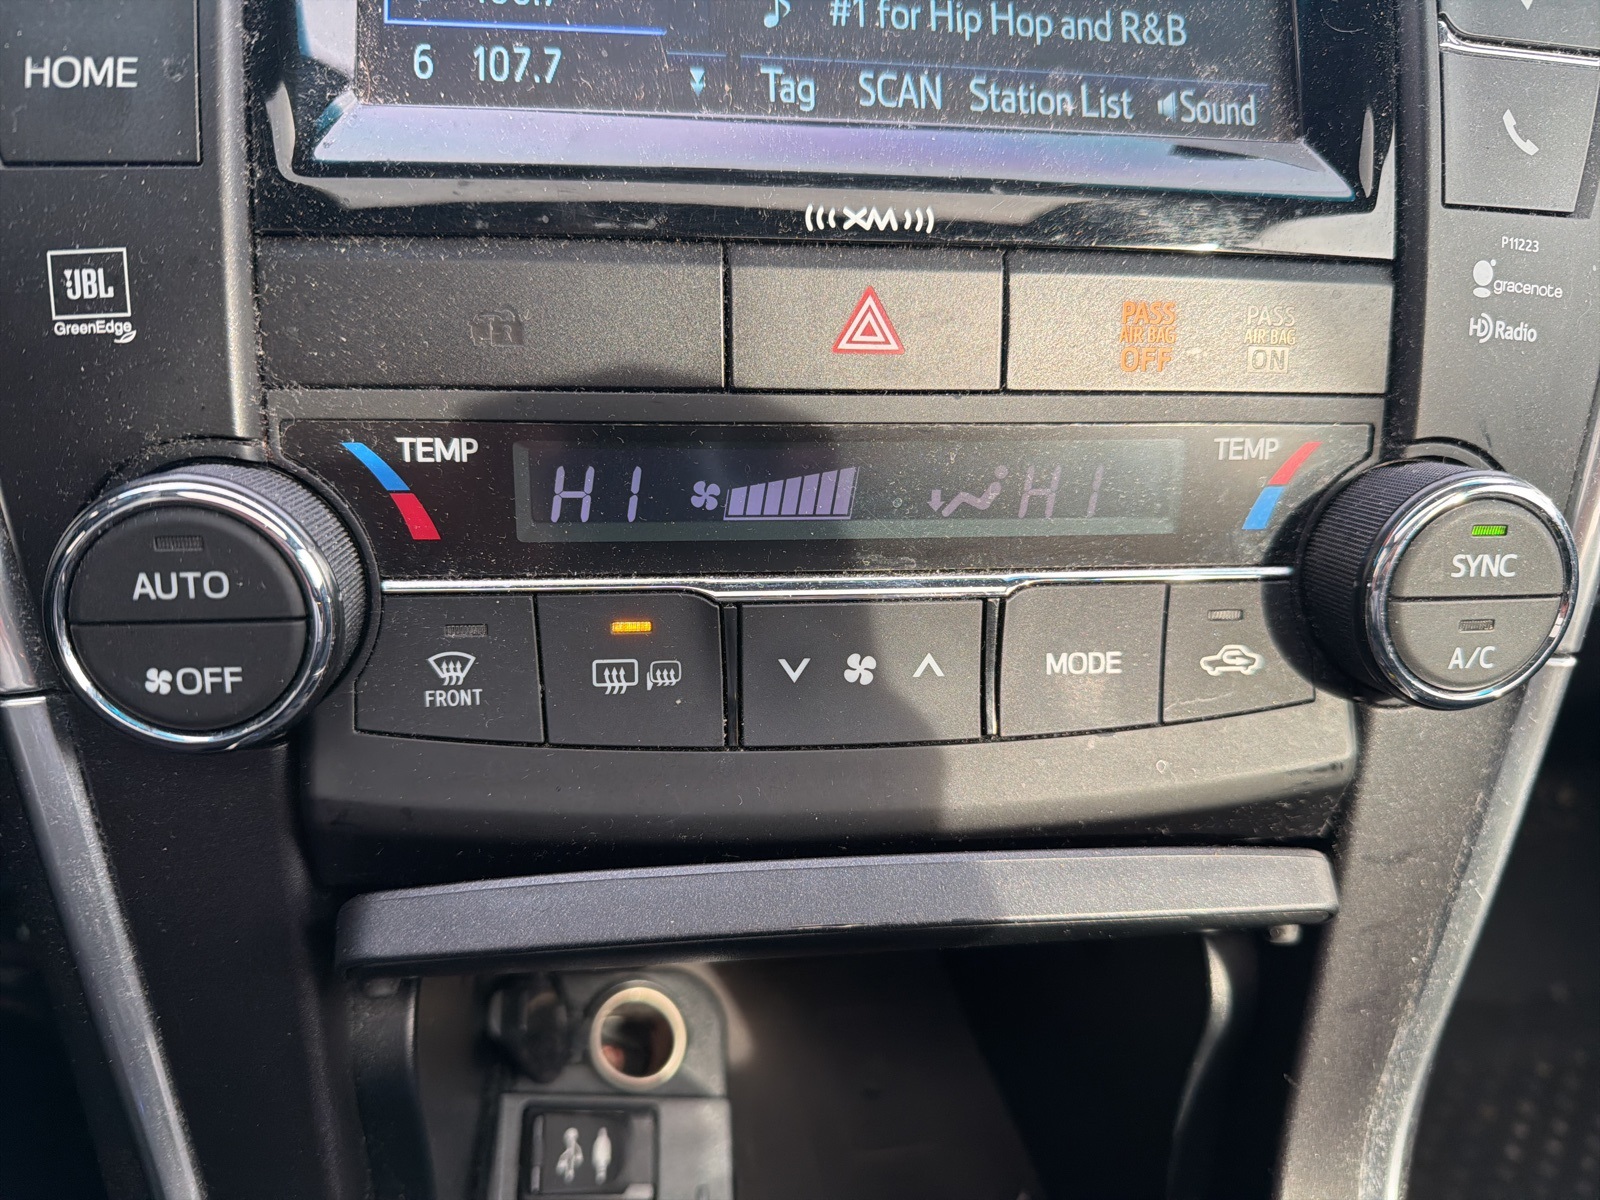 #1 for Hip Hop and R&B
HOME
6 107.7
Tag SCAN Station List Sound
XM
P11223
JBL
GreenEdge
gracenote
HD Radio
PASS
AIR BAG
OFF
PASS
AIR BAG
ON
TEMP
TEMP
HI HI
AUTO
OFF
FRONT
MODE
SYNC
A/C